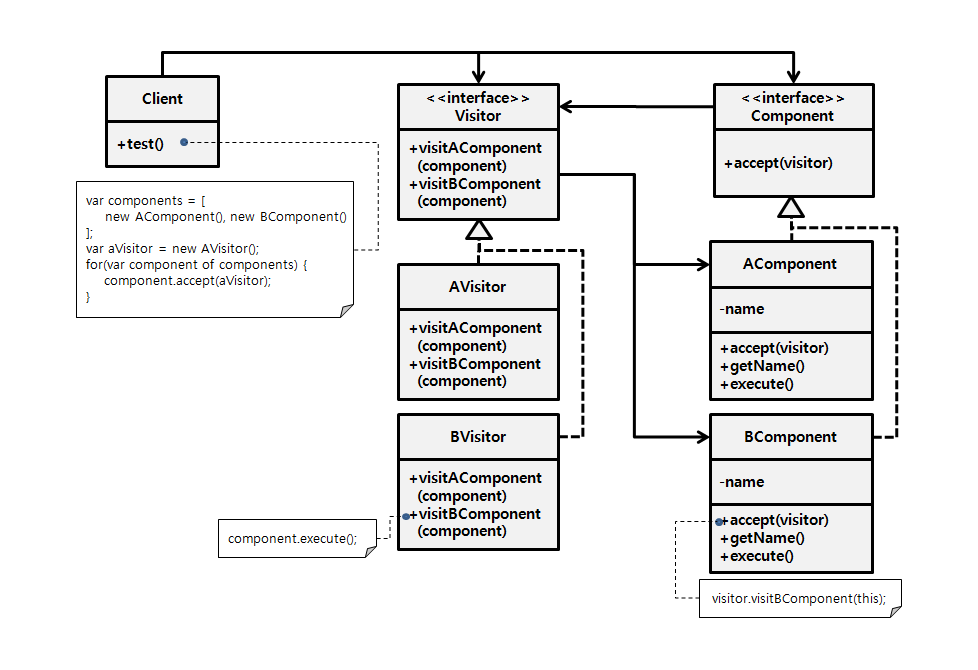 Client
+test()
var components = [
new AComponent(), new BComponent()
];
var aVisitor = new AVisitor();
for(var component of components) {
component.accept(aVisitor);
}
<<interface>>
Visitor
+visitAComponent
(component)
+visitBComponent
(component)
<<interface>>
Component
+accept(visitor)
AVisitor
+visitAComponent
(component)
+visitBComponent
(component)
AComponent
-name
+accept(visitor)
+getName()
+execute()
BVisitor
+visitAComponent
(component)
+visitBComponent
(component)
component.execute();
BComponent
-name
+accept(visitor)
+getName()
+execute()
visitor.visitBComponent(this);